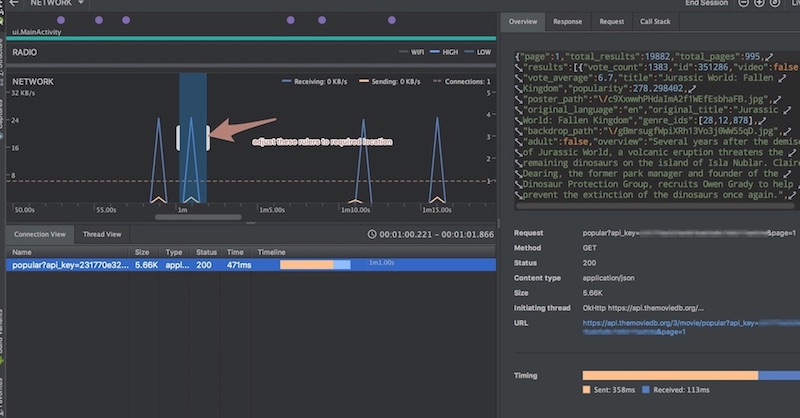 NETWORK
End Session
Overview
Response
Request
Call Stack
ui.MainActivity
RADIO
WIFI
HIGH
LOW
NETWORK
Receiving: 0 KB/s
Sending: 0 KB/s
Connections: 1
32 KB/s
24
16
8
4
3
2
1
adjust these rulers to required location
50.00s
55.00s
1m
1m5.00s
1m10.00s
1m15.00s
Connection View
Thread View
00:01:00.221 - 00:01:01.866
Name
Size
Type
Status
Time
Timeline
popular?api_key=231770e32...
5.66K
appl...
200
471ms
1m1.00s
{"page":1,"total_results":19882,"total_pages":995,
"results":[{"vote_count":1383,"id":351286,"video":false
"vote_average":6.7,"title":"Jurassic World: Fallen
Kingdom","popularity":278.298402,
"poster_path":"\/c9XxwwhPHdaImA2f1WEfEsbhaFB.jpg",
"original_language":"en","original_title":"Jurassic
World: Fallen Kingdom","genre_ids":[28,12,878],
"backdrop_path":"\/gBmrsugfWpiXRh13Vo3j0WW55qD.jpg",
"adult":false,"overview":"Several years after the demise
of Jurassic World, a volcanic eruption threatens the
remaining dinosaurs on the island of Isla Nublar. Claire
Dearing, the former park manager and founder of the
Dinosaur Protection Group, recruits Owen Grady to help
prevent the extinction of the dinosaurs once again.",
Request
popular?api_key=
&page=1
Method
GET
Status
200
Content type
application/json
Size
5.66K
Initiating thread
OkHttp https://api.themoviedb.org/...
URL
https://api.themoviedb.org/3/movie/popular?api_key=
&page=1
Timing
Sent: 358ms
Received: 113ms